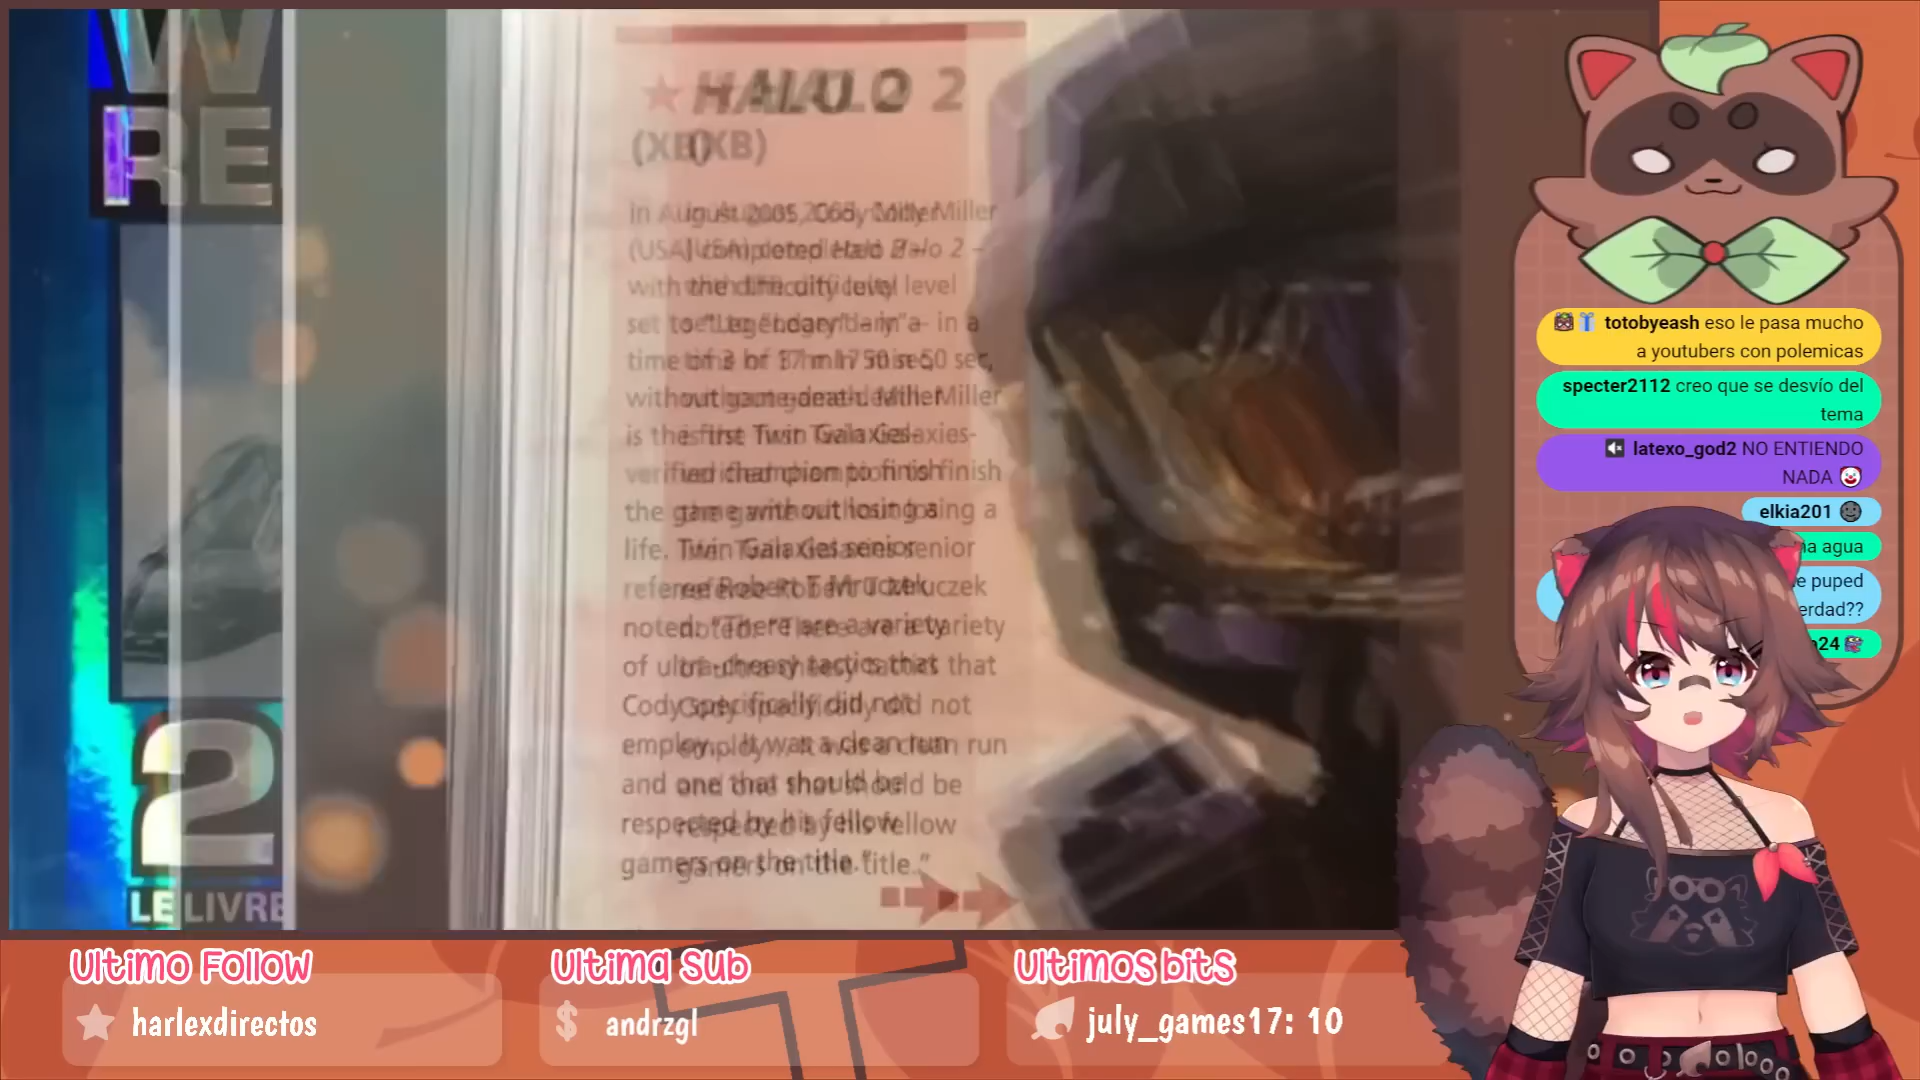 W
RE
2
LE LIVRE
HALO 2
(XB)
In August 2005, Cody Miller
(USA) completed Halo 2 –
with the difficulty level
set to "Legendary" – in a
time of 3 hr 17 min 50 sec,
without game-death. Miller
is the first Twin Galaxies-
verified champion to finish
the game without losing a
life. Twin Galaxies senior
referee Robert T Mruczek
noted: "There are a variety
of ultra-cheesy tactics that
Cody specifically did not
employ... It was a clean run
and one that should be
respected by his fellow
gamers on the title."
totobyeash eso le pasa mucho
a youtubers con polemicas
specter2112 creo que se desvío del
tema
latexo_god2 NO ENTIENDO
NADA
elkia201
agua
puped
erdad??
24
Ultimo Follow
harlexdirectos
Ultima Sub
$ andrzgl
Ultimos bits
july_games17: 10